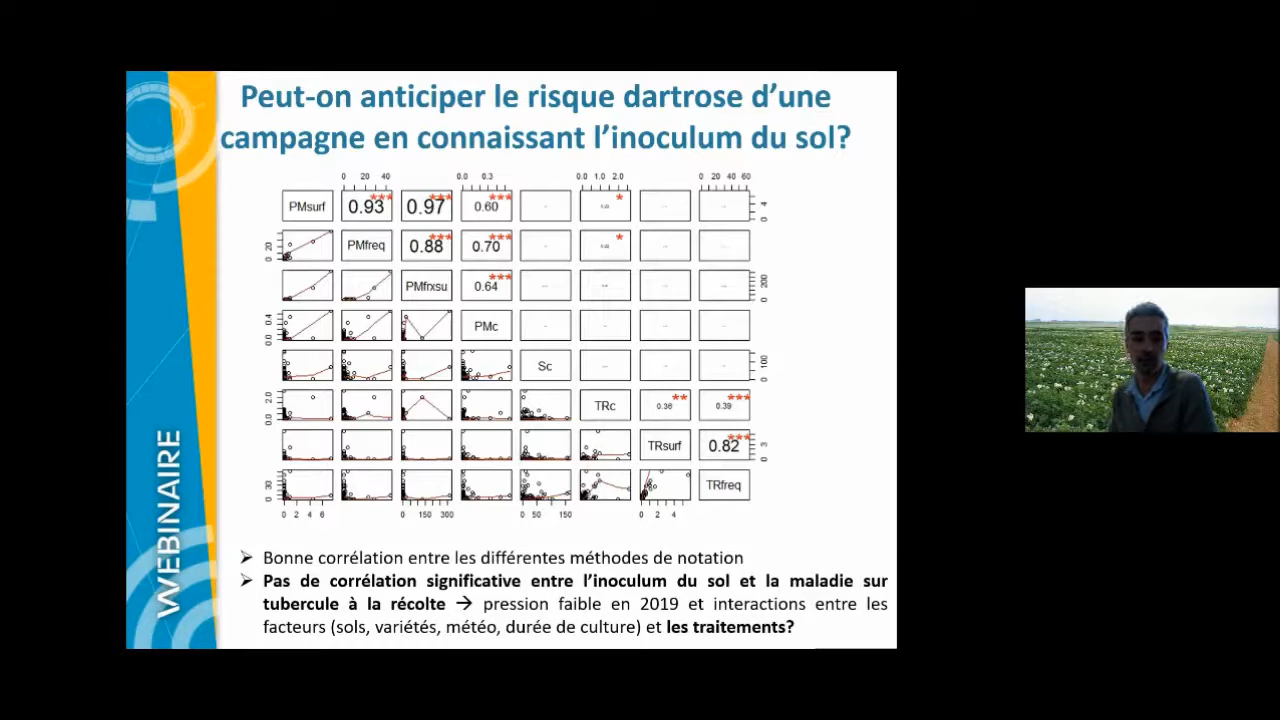 Peut-on anticiper le risque dartrose d'une
campagne en connaissant l'inoculum du sol?
0 20 40 0.0 0.3 0.0 1.0 2.0 0 20 40 60
PMsurf 0.93*** 0.97*** 0.60*** * 0 4
0 20 PMfreq 0.88*** 0.70*** *
PMfrxsu 0.64*** 0 200
0.0 0.4 PMc
Sc 0 100
0.0 2.0 TRc 0.36** 0.39***
TRsurf 0.82*** 0 3
0 30 TRfreq
0 2 4 6 0 150 300 0 50 150 0 2 4
WEBINAIRE
➢ Bonne corrélation entre les différentes méthodes de notation
➢ Pas de corrélation significative entre l'inoculum du sol et la maladie sur
tubercule à la récolte → pression faible en 2019 et interactions entre les
facteurs (sols, variétés, météo, durée de culture) et les traitements?